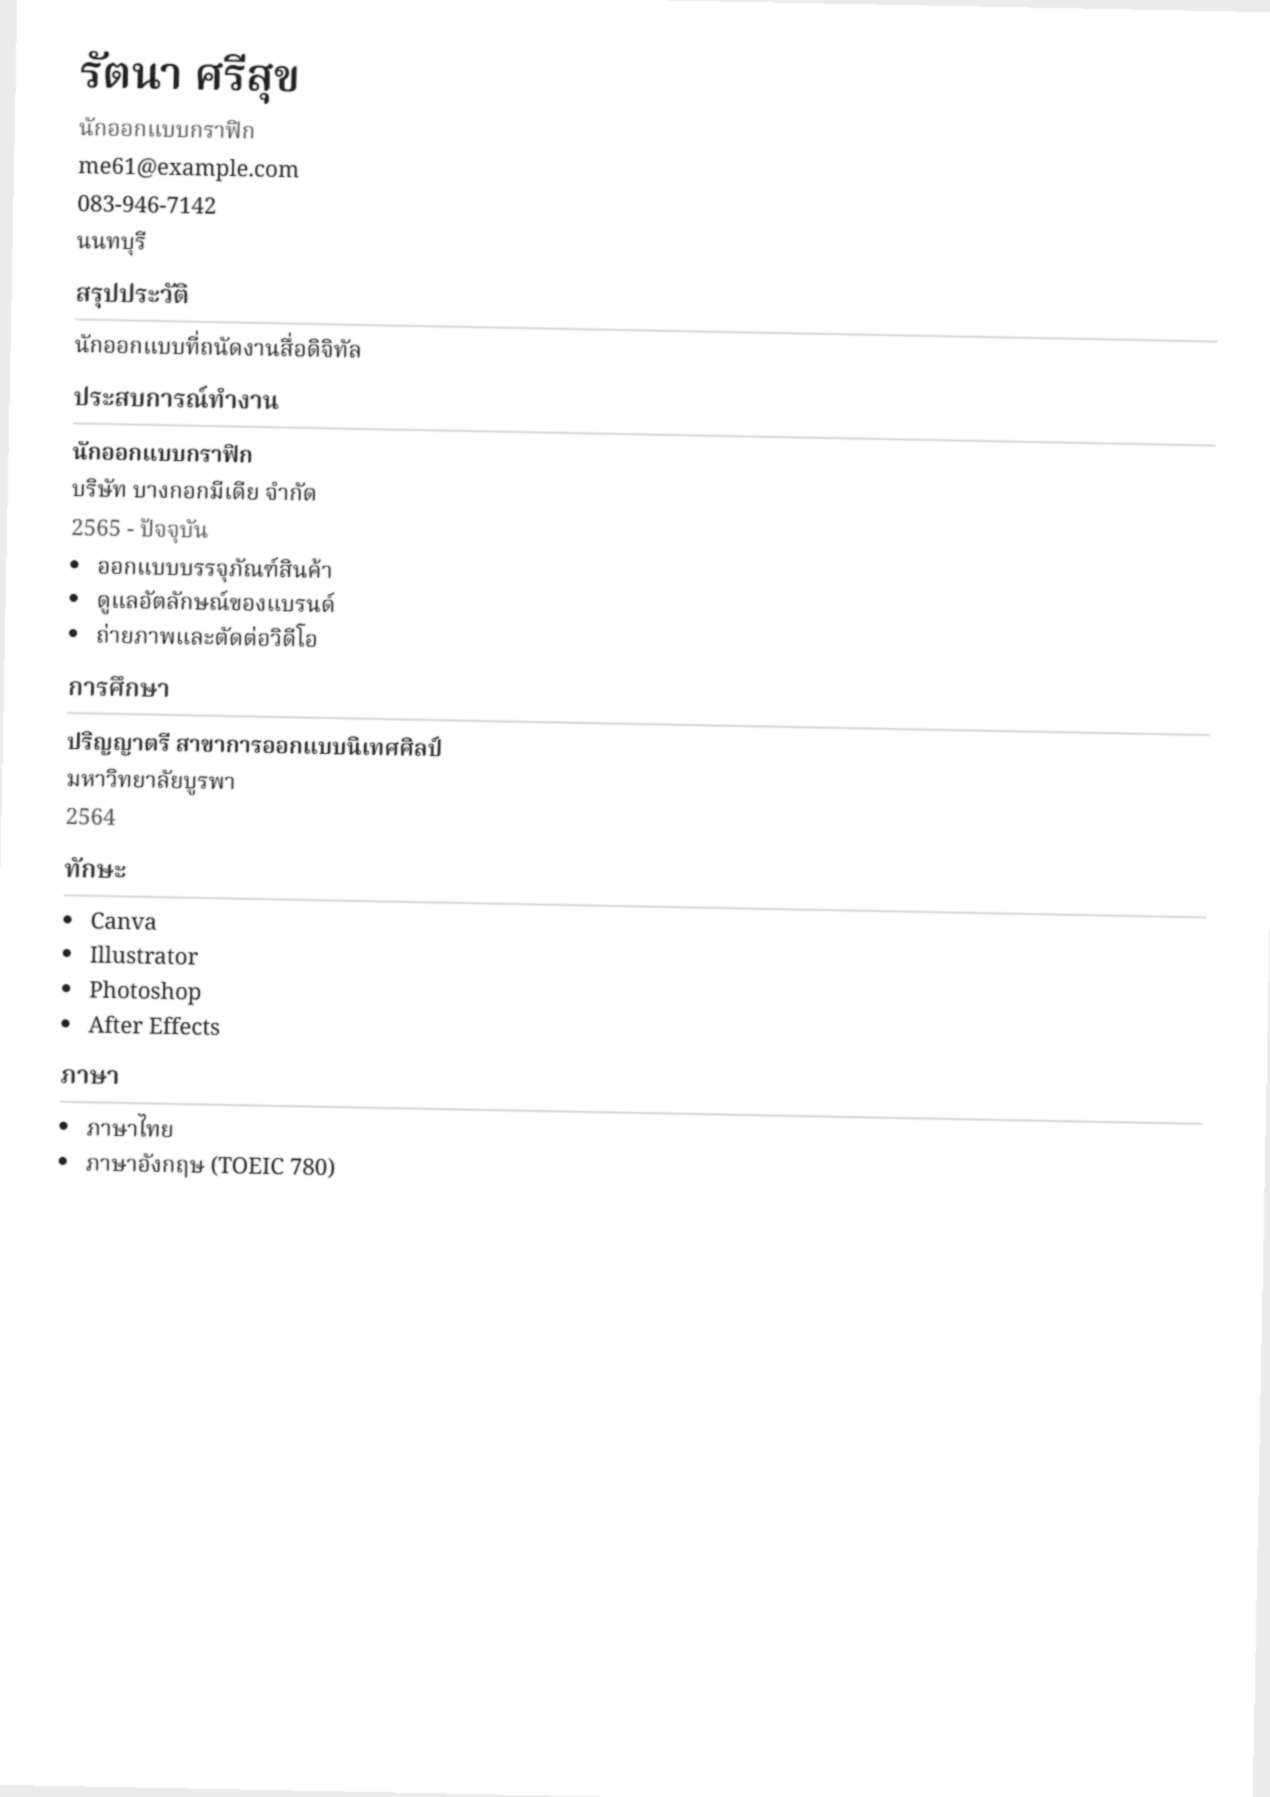 รัตนา ศรีสุข
นักออกแบบกราฟิก
me61@example.com
083-946-7142
นนทบุรี
สรุปประวัติ
นักออกแบบที่ถนัดงานสื่อดิจิทัล
ประสบการณ์ทำงาน
นักออกแบบกราฟิก
บริษัท บางกอกมีเดีย จำกัด
2565 - ปัจจุบัน
• ออกแบบบรรจุภัณฑ์สินค้า
• ดูแลอัตลักษณ์ของแบรนด์
• ถ่ายภาพและตัดต่อวิดีโอ
การศึกษา
ปริญญาตรี สาขาการออกแบบนิเทศศิลป์
มหาวิทยาลัยบูรพา
2564
ทักษะ
• Canva
• Illustrator
• Photoshop
• After Effects
ภาษา
• ภาษาไทย
• ภาษาอังกฤษ (TOEIC 780)